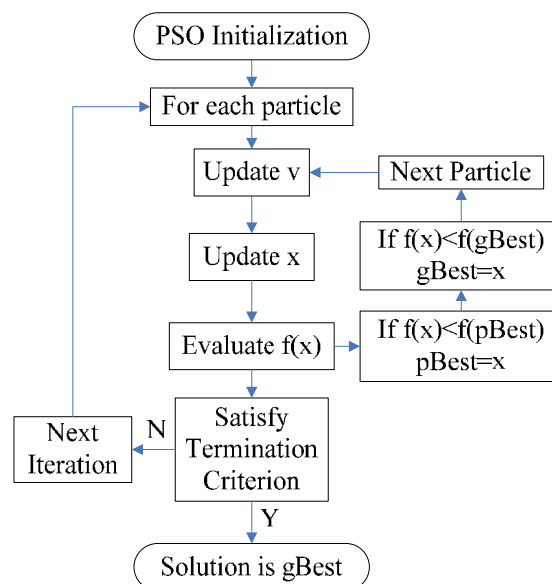 PSO Initialization
For each particle
Update v
Next Particle
Update x
If f(x)<f(gBest)
gBest=x
Evaluate f(x)
If f(x)<f(pBest)
pBest=x
Next
Iteration
N
Satisfy
Termination
Criterion
Y
Solution is gBest